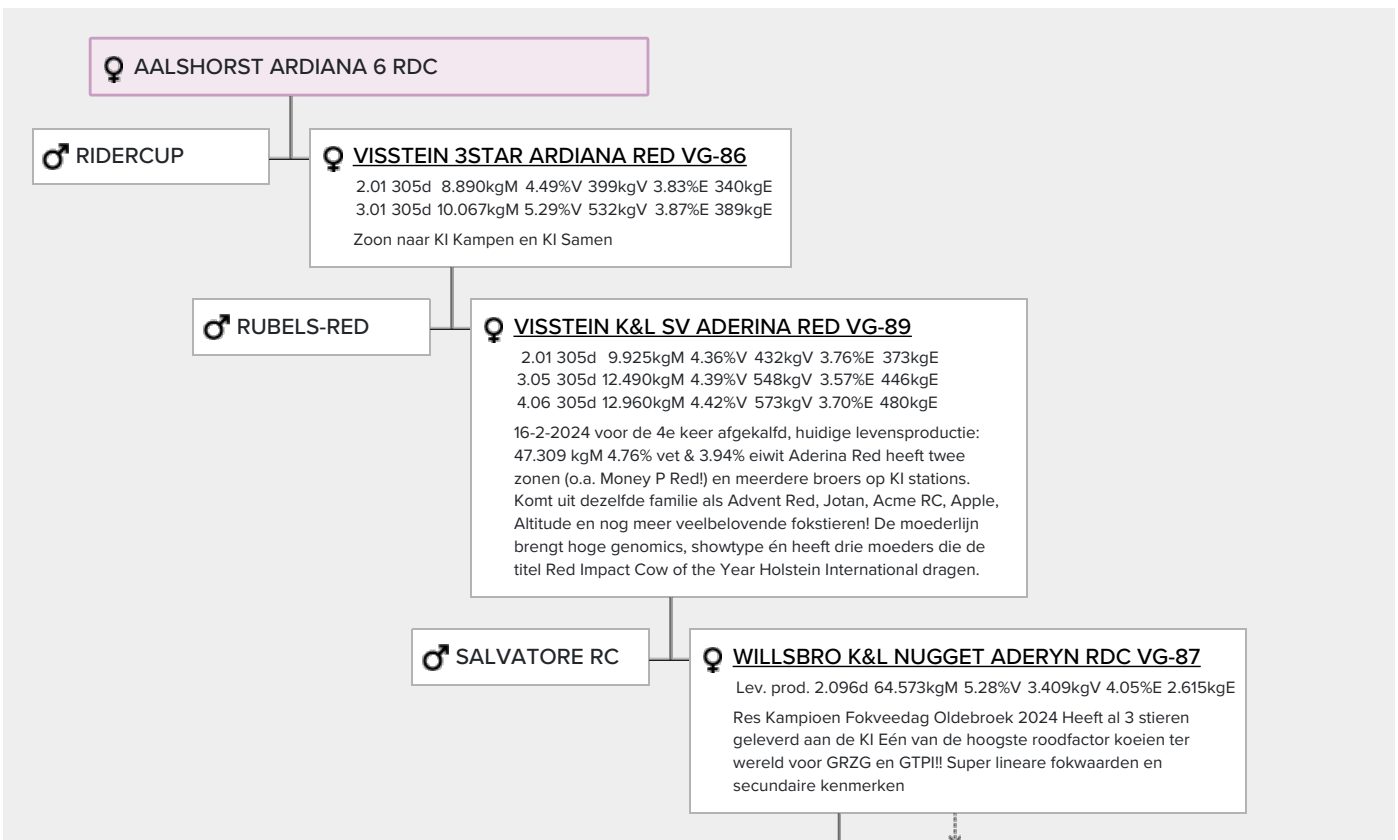 AALSHORST ARDIANA 6 RDC
RIDERCUP
VISSTEIN 3STAR ARDIANA RED VG-86
2.01 305d 8.890kgM 4.49%V 399kgV 3.83%E 340kgE
3.01 305d 10.067kgM 5.29%V 532kgV 3.87%E 389kgE
Zoon naar KI Kampen en KI Samen
RUBELS-RED
VISSTEIN K&L SV ADERINA RED VG-89
2.01 305d 9.925kgM 4.36%V 432kgV 3.76%E 373kgE
3.05 305d 12.490kgM 4.39%V 548kgV 3.57%E 446kgE
4.06 305d 12.960kgM 4.42%V 573kgV 3.70%E 480kgE
16-2-2024 voor de 4e keer afgekalfd, huidige levensproductie:
47.309 kgM 4.76% vet & 3.94% eiwit Aderina Red heeft twee
zonen (o.a. Money P Red!) en meerdere broers op KI stations.
Komt uit dezelfde familie als Advent Red, Jotan, Acme RC, Apple,
Altitude en nog meer veelbelovende fokstieren! De moederlijn
brengt hoge genomics, showtype én heeft drie moeders die de
titel Red Impact Cow of the Year Holstein International dragen.
SALVATORE RC
WILLSBRO K&L NUGGET ADERYN RDC VG-87
Lev. prod. 2.096d 64.573kgM 5.28%V 3.409kgV 4.05%E 2.615kgE
Res Kampioen Fokveedag Oldebroek 2024 Heeft al 3 stieren
geleverd aan de KI Eén van de hoogste roodfactor koeien ter
wereld voor GRZG en GTPI!! Super lineare fokwaarden en
secundaire kenmerken